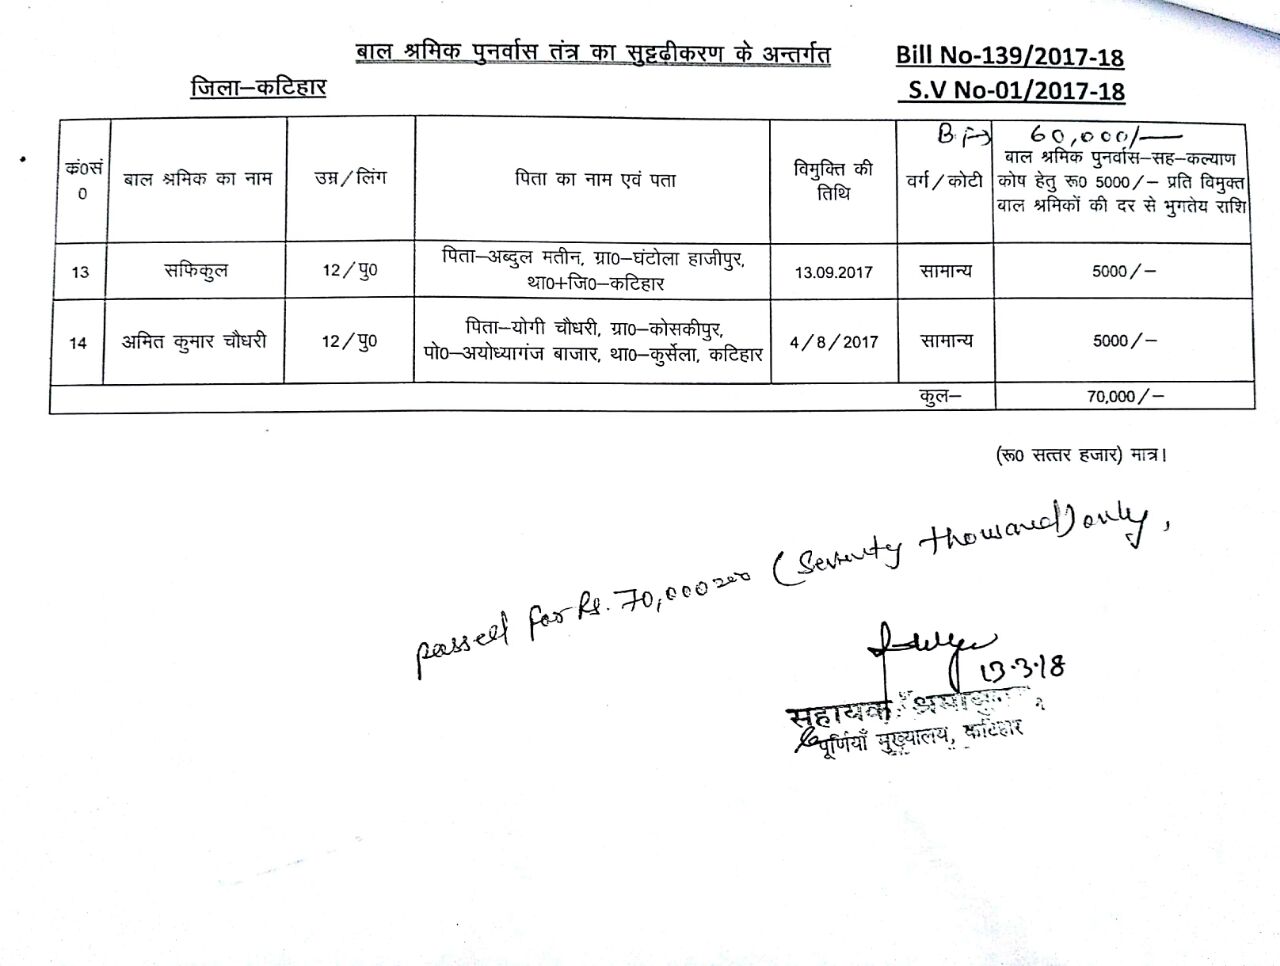 बाल श्रमिक पुनर्वास तंत्र का सुदृढ़ीकरण के अन्तर्गत
Bill No-139/2017-18
जिला–कटिहार
S.V No-01/2017-18
कं0सं0
बाल श्रमिक का नाम
उम्र/लिंग
पिता का नाम एवं पता
विमुक्ति की
तिथि
वर्ग/कोटी
60,000/—
बाल श्रमिक पुनर्वास–सह–कल्याण
कोष हेतु रू0 5000/– प्रति विमुक्त
बाल श्रमिकों की दर से भुगतेय राशि
13
सफिकुल
12/पु0
पिता–अब्दुल मतीन, ग्रा0–घंटोला हाजीपुर,
था0+जि0–कटिहार
13.09.2017
सामान्य
5000/–
14
अमित कुमार चौधरी
12/पु0
पिता–योगी चौधरी, ग्रा0–कोसकीपुर,
पो0–अयोध्यागंज बाजार, था0–कुर्सेला, कटिहार
4/8/2017
सामान्य
5000/–
कुल–
70,000/–
(रू0 सत्तर हजार) मात्र।
passed for Rs. 70,000 (Seventy thousand) only,
13.3.18
सहायक श्रमायुक्त
पूर्णियाँ मुख्यालय, कटिहार